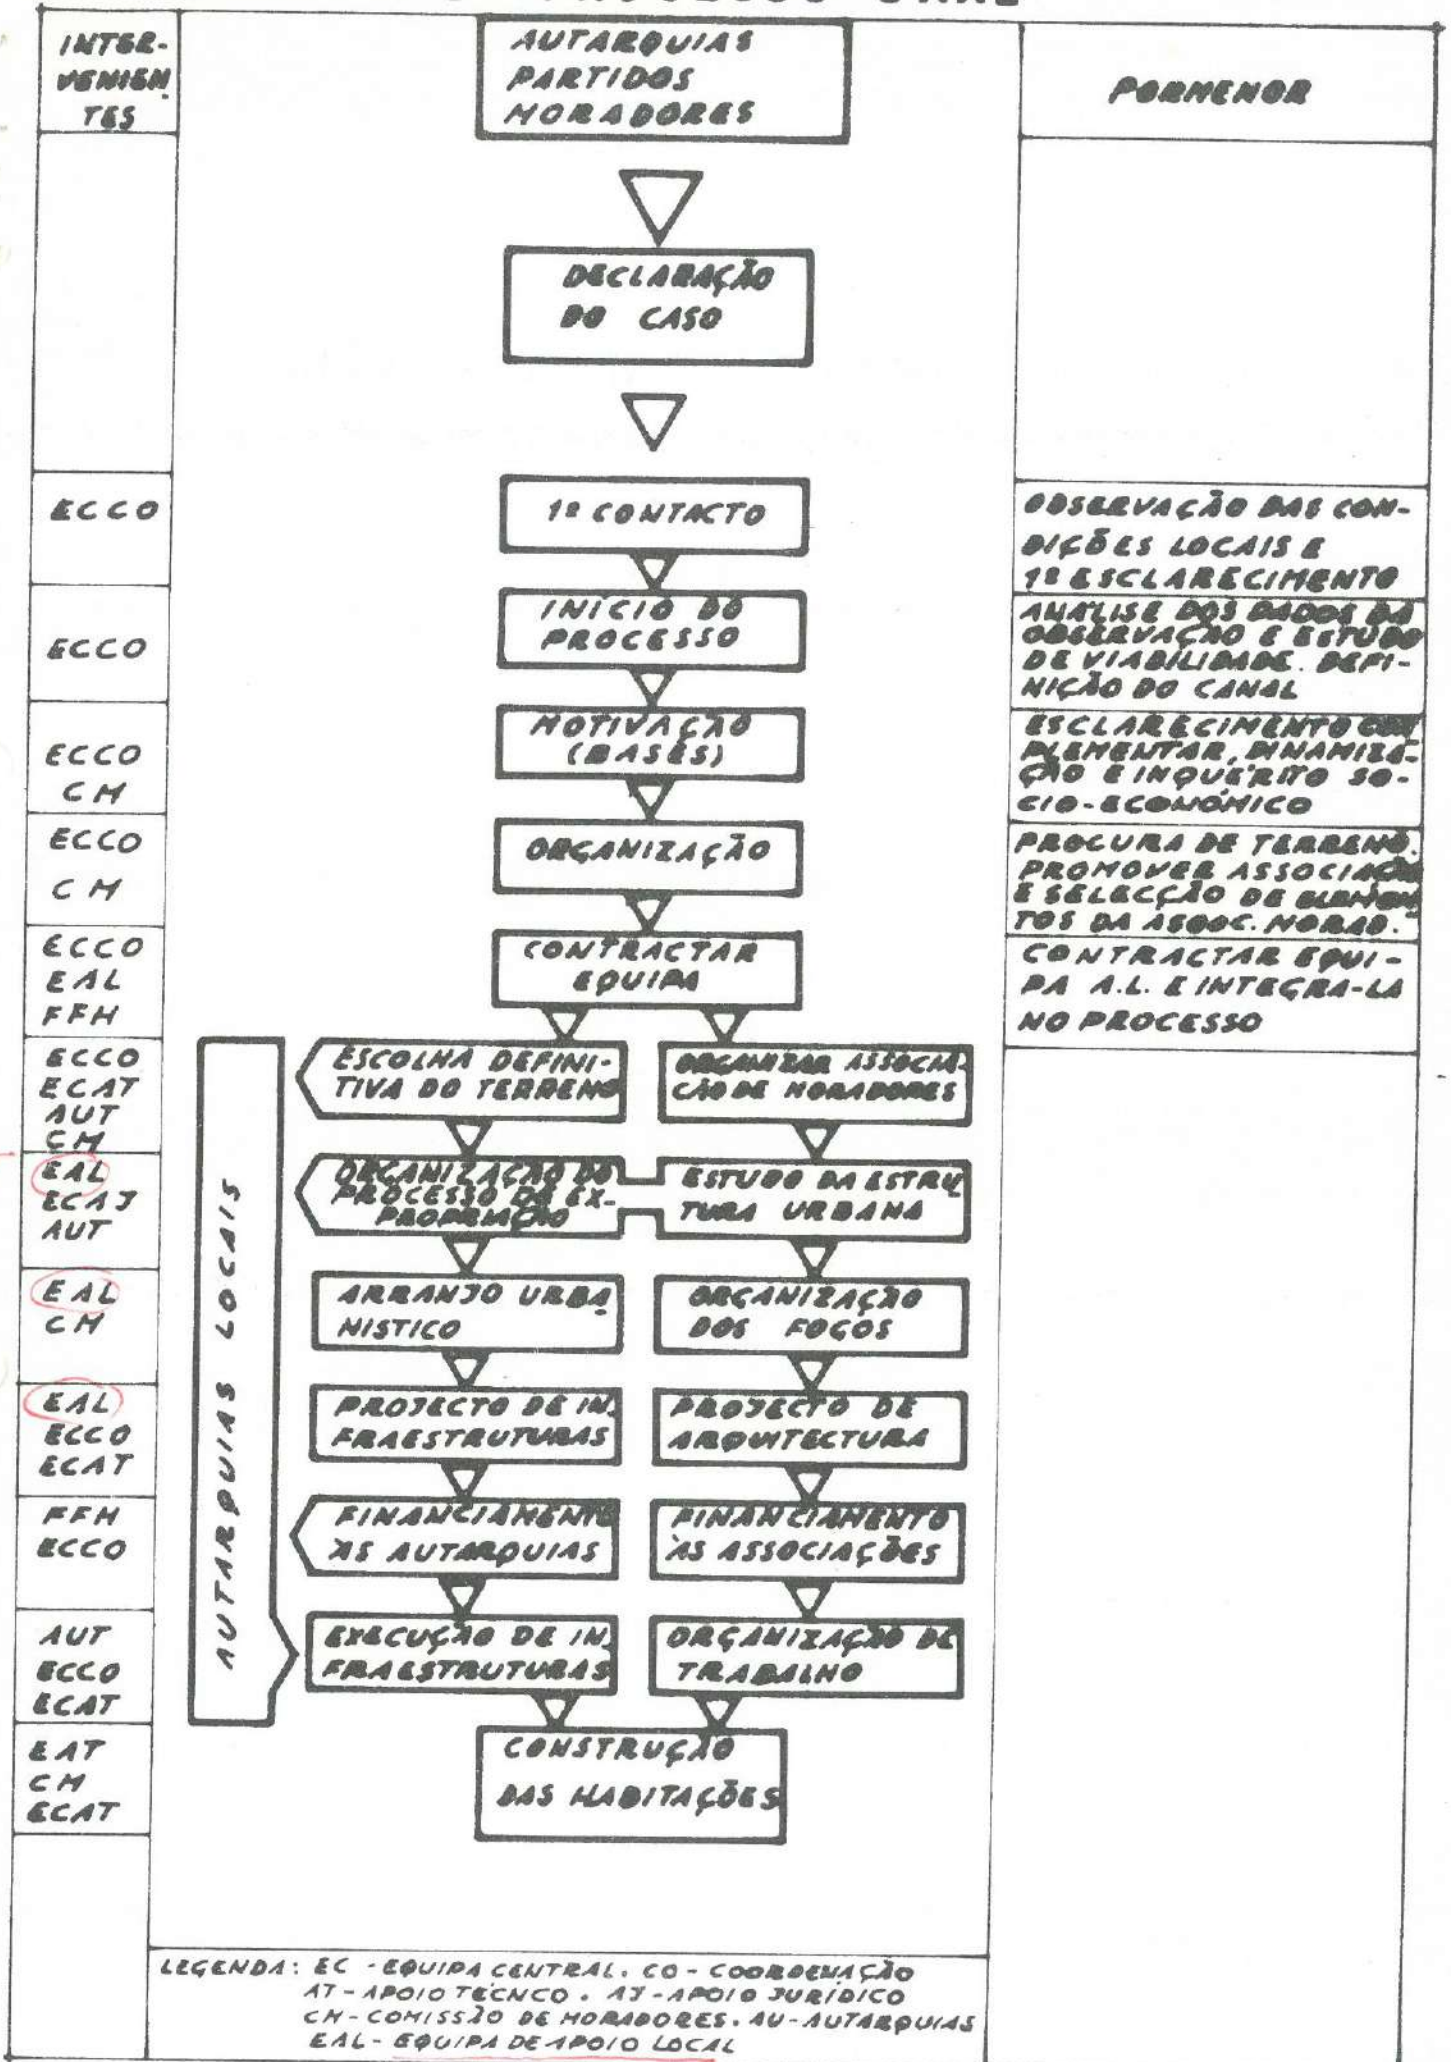 INTER-
VENIEN
TES
AUTARQUIAS
PARTIDOS
MORADORES
PORMENOR
DECLARAÇÃO
DO CASO
ECCO
1º CONTACTO
OBSERVAÇÃO DAS CON-
DIÇÕES LOCAIS E
1º ESCLARECIMENTO
ECCO
INÍCIO DO
PROCESSO
ANÁLISE DOS DADOS DA
OBSERVAÇÃO E ESTUDO
DE VIABILIDADE. DEFI-
NIÇÃO DO CANAL
ECCO
CM
MOTIVAÇÃO
(BASES)
ESCLARECIMENTO COM
PLEMENTAR, DINAMIZA-
ÇÃO E INQUÉRITO SO-
CIO-ECONÓMICO
ECCO
CM
ORGANIZAÇÃO
PROCURA DE TERRENO.
PROMOVER ASSOCIAÇÃO
E SELECÇÃO DE ELEMEN
TOS DA ASSOC. MORAD.
ECCO
EAL
FFH
CONTRACTAR
EQUIPA
CONTRACTAR EQUI-
PA A.L. E INTEGRA-LA
NO PROCESSO
AUTARQUIAS LOCAIS
ECCO
ECAT
AUT
CM
ESCOLHA DEFINI-
TIVA DO TERRENO
ORGANIZAR ASSOCIA-
ÇÃO DE MORADORES
EAL
ECAJ
AUT
ORGANIZAÇÃO DO
PROCESSO DA EX-
PROPRIAÇÃO
ESTUDO DA ESTRU
TURA URBANA
EAL
CM
ARRANJO URBA
NISTICO
ORGANIZAÇÃO
DOS FOGOS
EAL
ECCO
ECAT
PROJECTO DE IN
FRAESTRUTURAS
PROJECTO DE
ARQUITECTURA
FFH
ECCO
FINANCIAMENTO
ÀS AUTARQUIAS
FINANCIAMENTO
ÀS ASSOCIAÇÕES
AUT
ECCO
ECAT
EXECUÇÃO DE IN
FRAESTRUTURAS
ORGANIZAÇÃO DE
TRABALHO
EAT
CM
ECAT
CONSTRUÇÃO
DAS HABITAÇÕES
LEGENDA: EC - EQUIPA CENTRAL. CO - COORDENAÇÃO
AT - APOIO TÉCNCO. AJ - APOIO JURÍDICO
CM - COMISSÃO DE MORADORES. AU - AUTARQUIAS
EAL - EQUIPA DE APOIO LOCAL